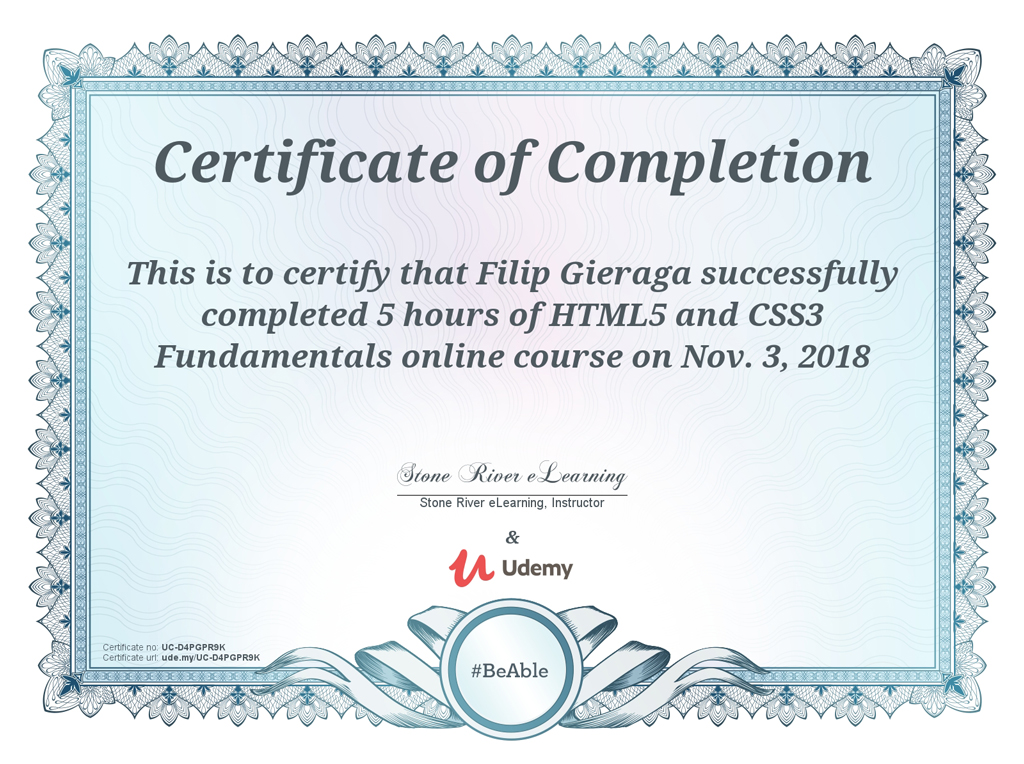 Certificate of Completion
This is to certify that Filip Gieraga successfully
completed 5 hours of HTML5 and CSS3
Fundamentals online course on Nov. 3, 2018
Stone River eLearning
Stone River eLearning, Instructor
&
Udemy
Certificate no: UC-D4PGPR9K
Certificate url: ude.my/UC-D4PGPR9K
#BeAble